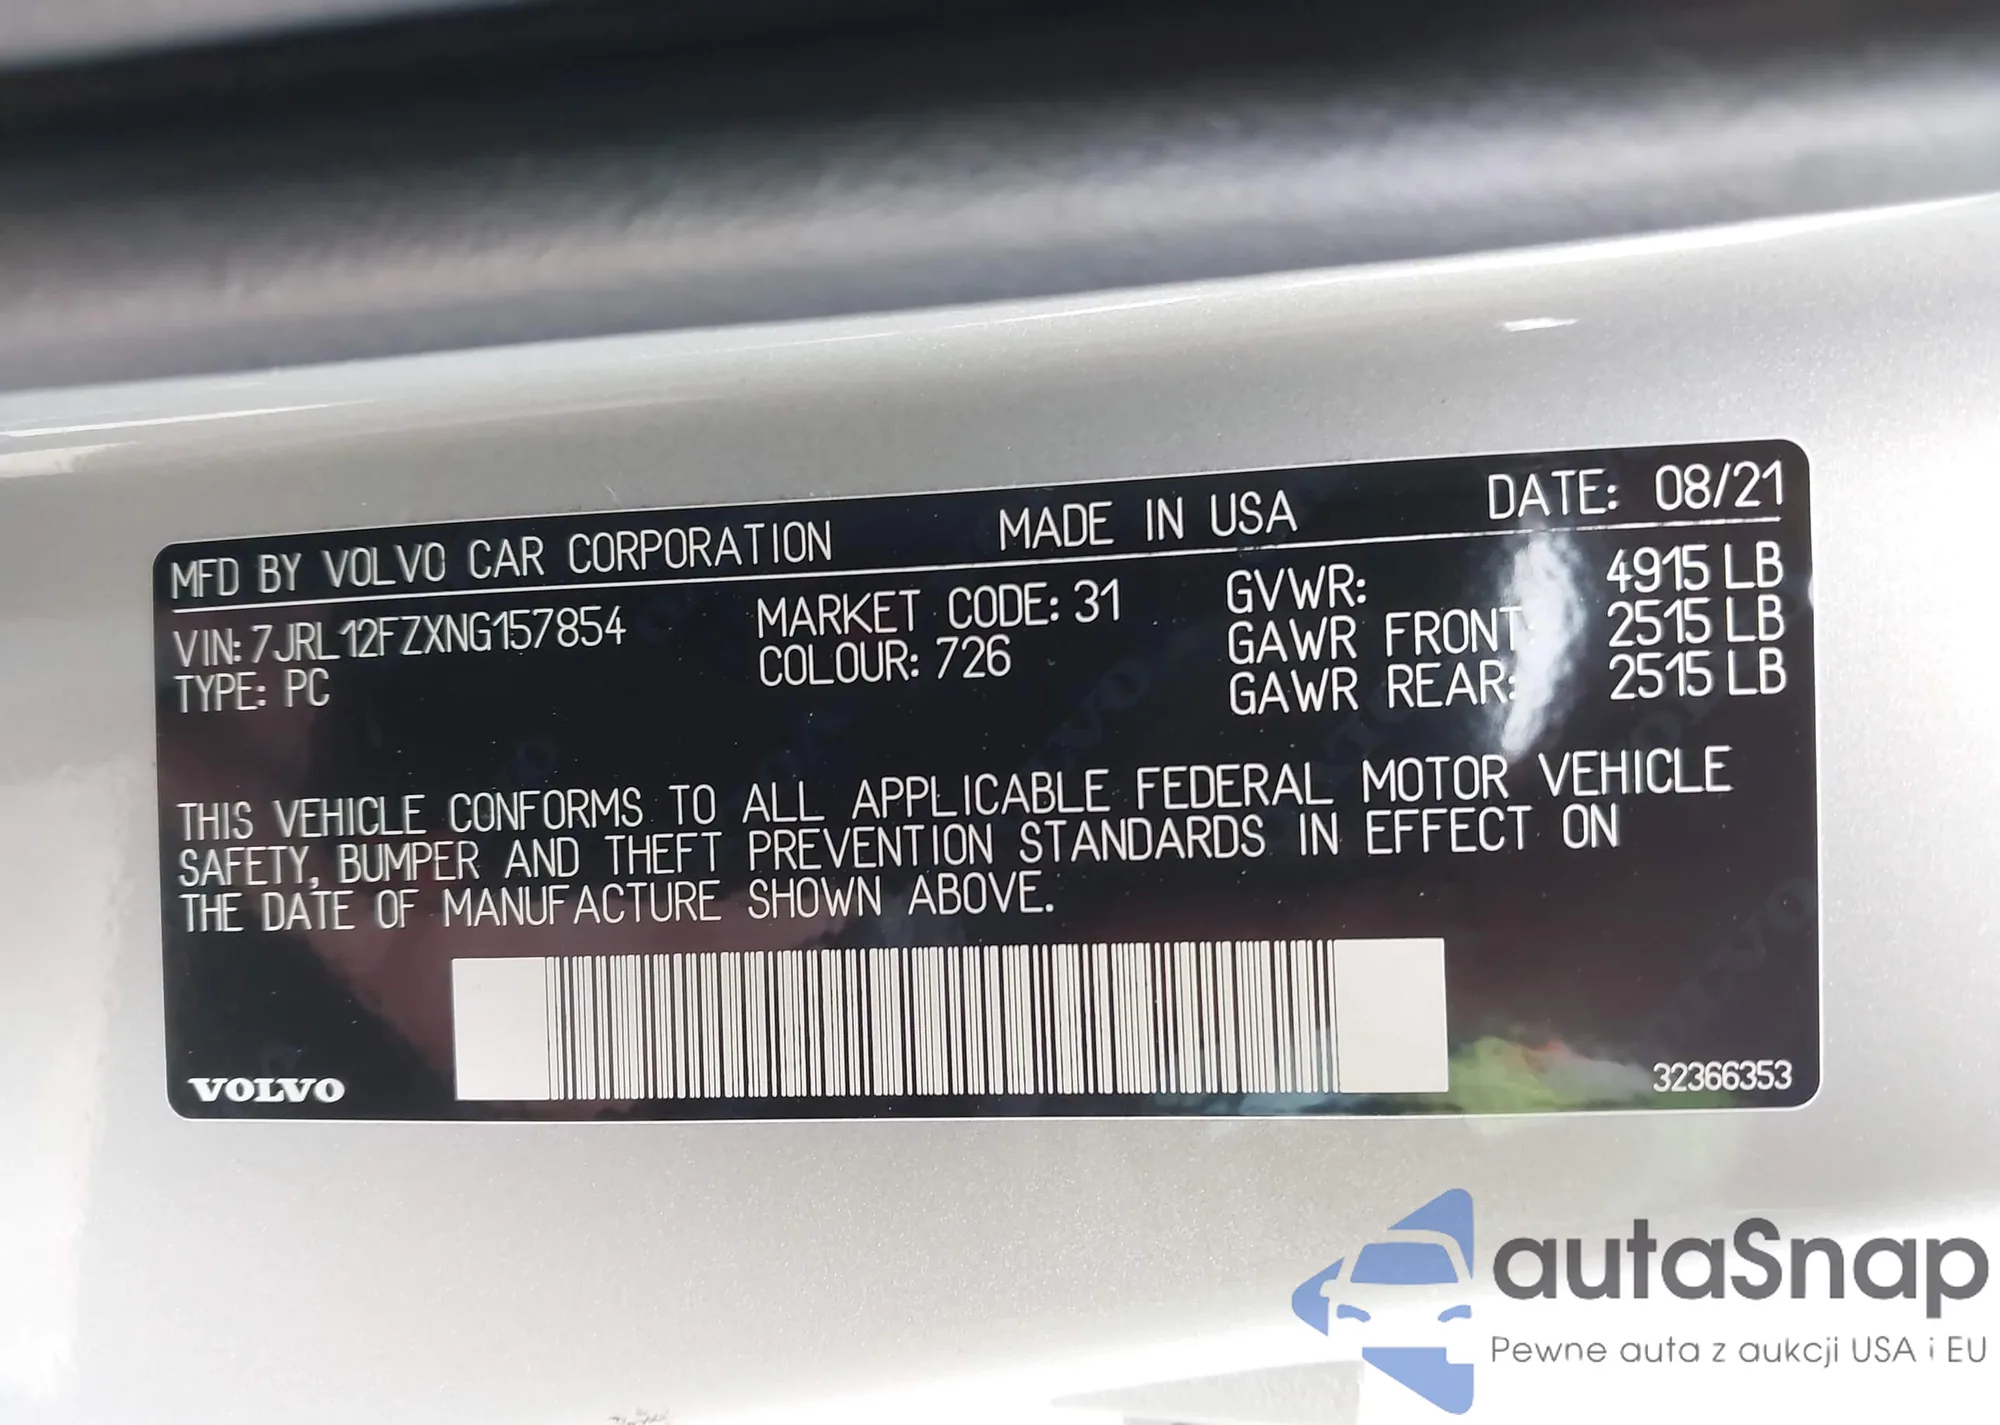 MFD BY VOLVO CAR CORPORATION MADE IN USA DATE: 08/21
VIN: 7JRL12FZXNG157854 MARKET CODE: 31 GVWR: 4915 LB
TYPE: PC COLOUR: 726 GAWR FRONT 2515 LB
GAWR REAR: 2515 LB
THIS VEHICLE CONFORMS TO ALL APPLICABLE FEDERAL MOTOR VEHICLE
SAFETY, BUMPER AND THEFT PREVENTION STANDARDS IN EFFECT ON
THE DATE OF MANUFACTURE SHOWN ABOVE.
VOLVO
32366353
autaSnap
Pewne auta z aukcji USA i EU